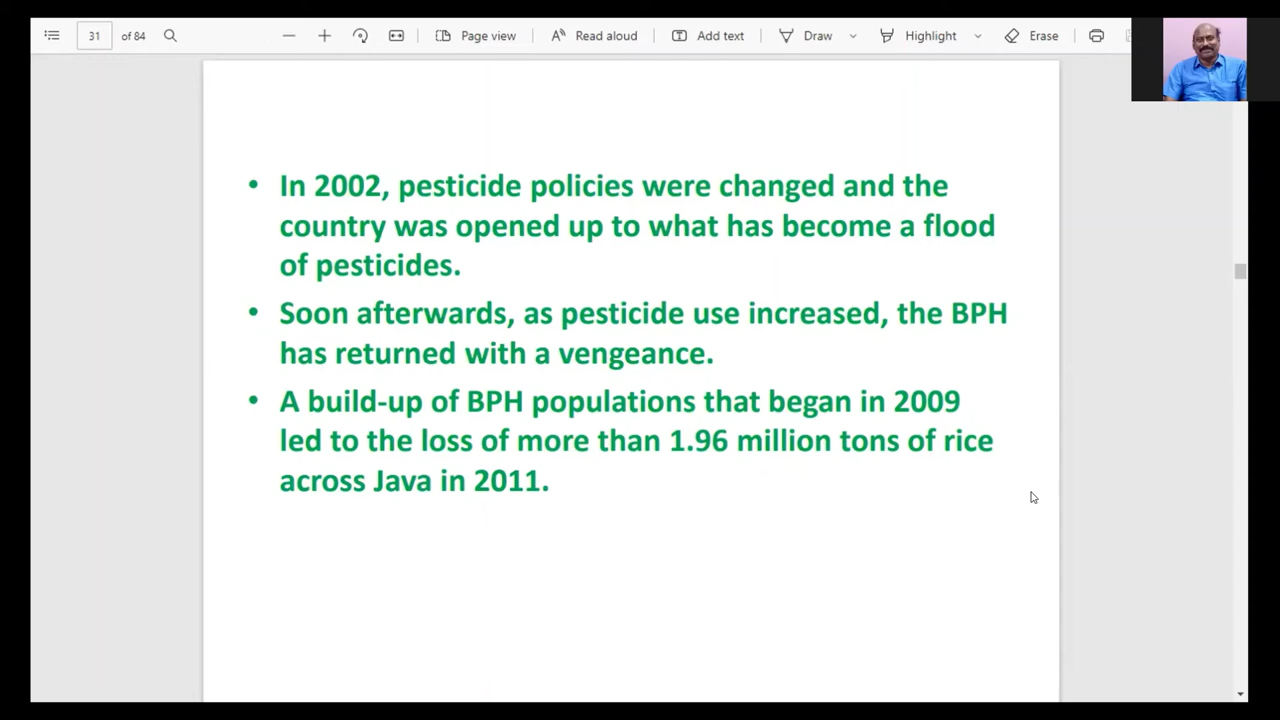 31 of 84 Page view Read aloud Add text Draw Highlight Erase
• In 2002, pesticide policies were changed and the
country was opened up to what has become a flood
of pesticides.
• Soon afterwards, as pesticide use increased, the BPH
has returned with a vengeance.
• A build-up of BPH populations that began in 2009
led to the loss of more than 1.96 million tons of rice
across Java in 2011.